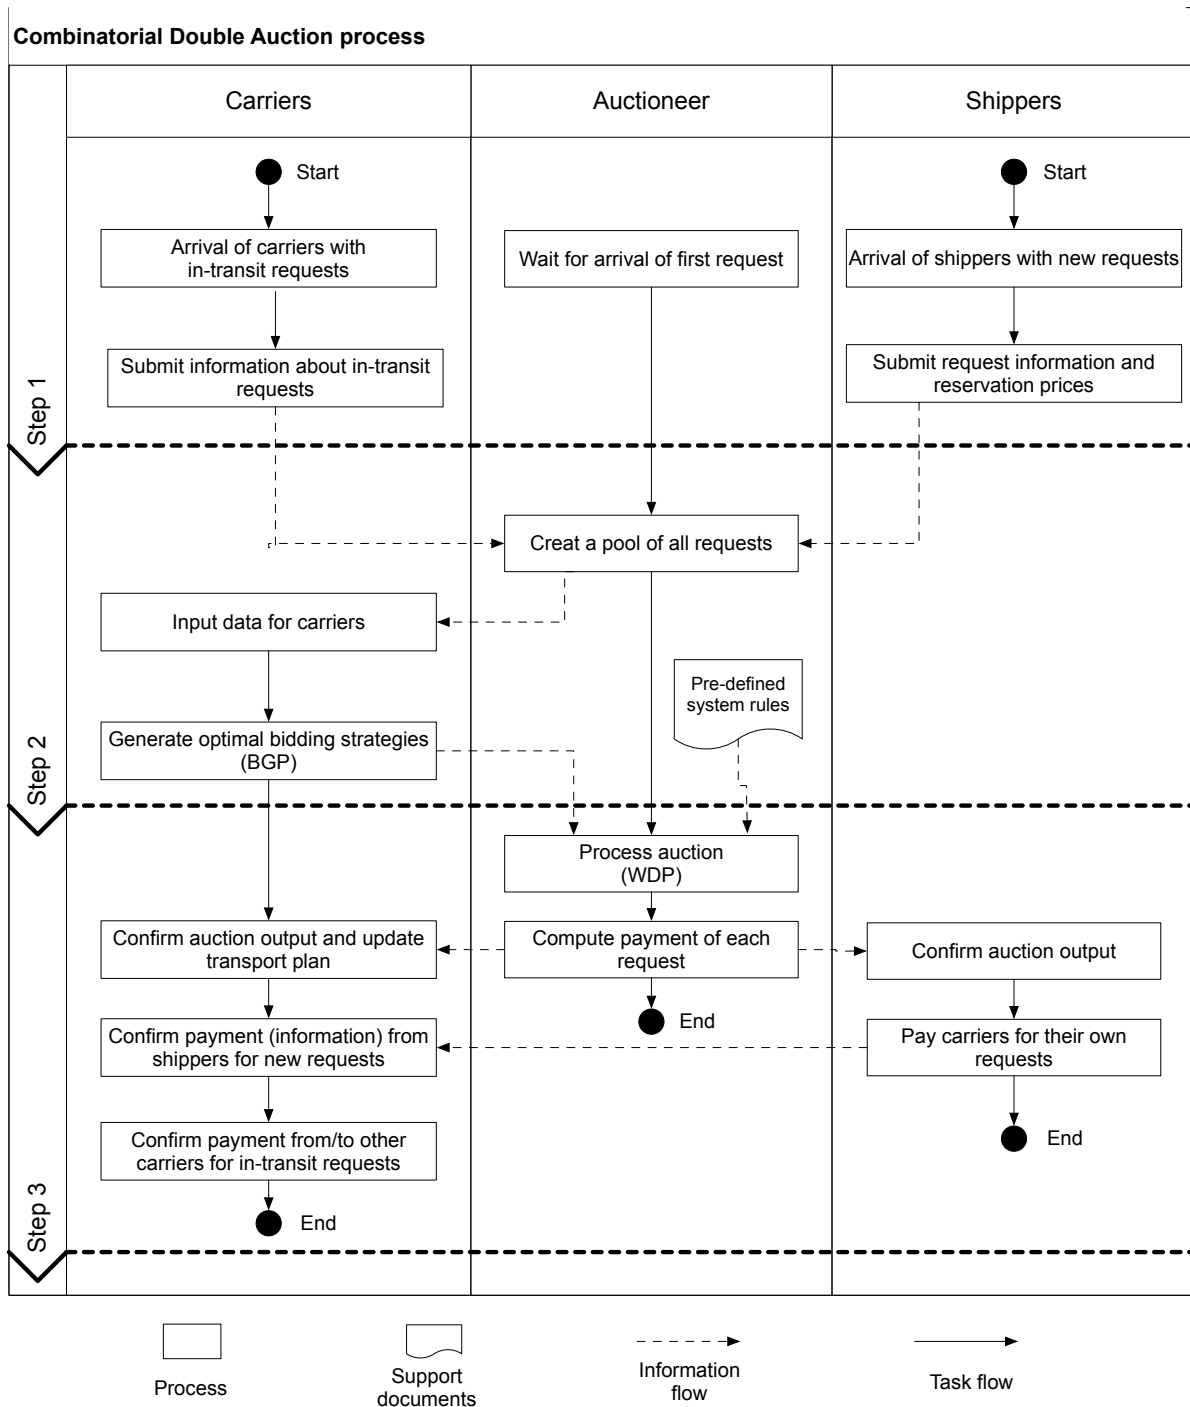 Combinatorial Double Auction process
Carriers
Auctioneer
Shippers
Step 1
Start
Start
Arrival of carriers with
in-transit requests
Wait for arrival of first request
Arrival of shippers with new requests
Submit information about in-transit
requests
Submit request information and
reservation prices
Step 2
Creat a pool of all requests
Input data for carriers
Pre-defined
system rules
Generate optimal bidding strategies
(BGP)
Step 3
Process auction
(WDP)
Confirm auction output and update
transport plan
Compute payment of each
request
Confirm auction output
End
Confirm payment (information) from
shippers for new requests
Pay carriers for their own
requests
Confirm payment from/to other
carriers for in-transit requests
End
End
Process
Support
documents
Information
flow
Task flow